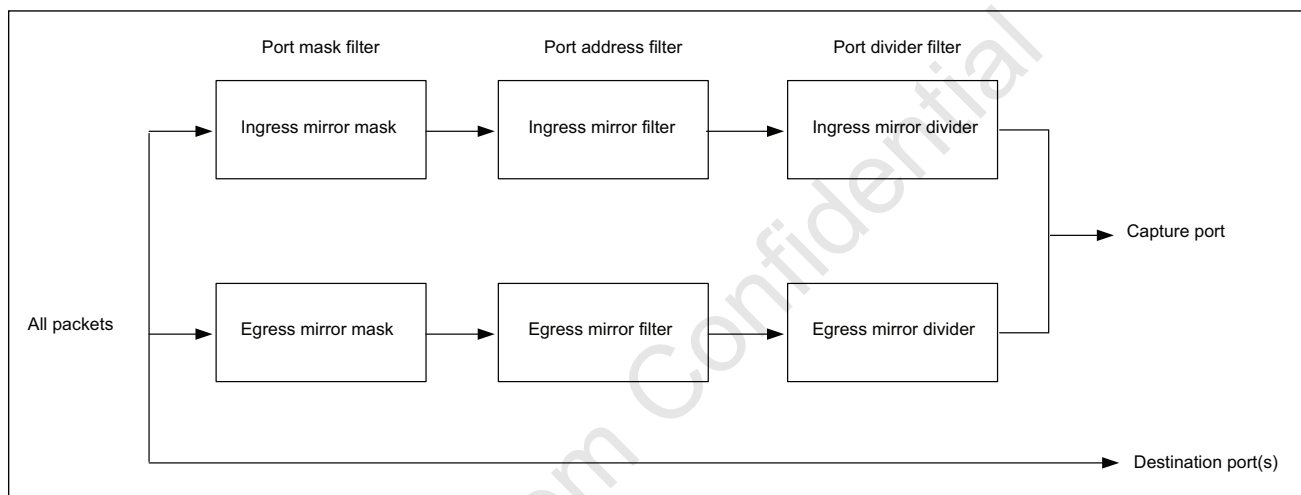 Port mask filter
Port address filter
Port divider filter
Ingress mirror mask
Ingress mirror filter
Ingress mirror divider
Capture port
All packets
Egress mirror mask
Egress mirror filter
Egress mirror divider
Destination port(s)
Confidential